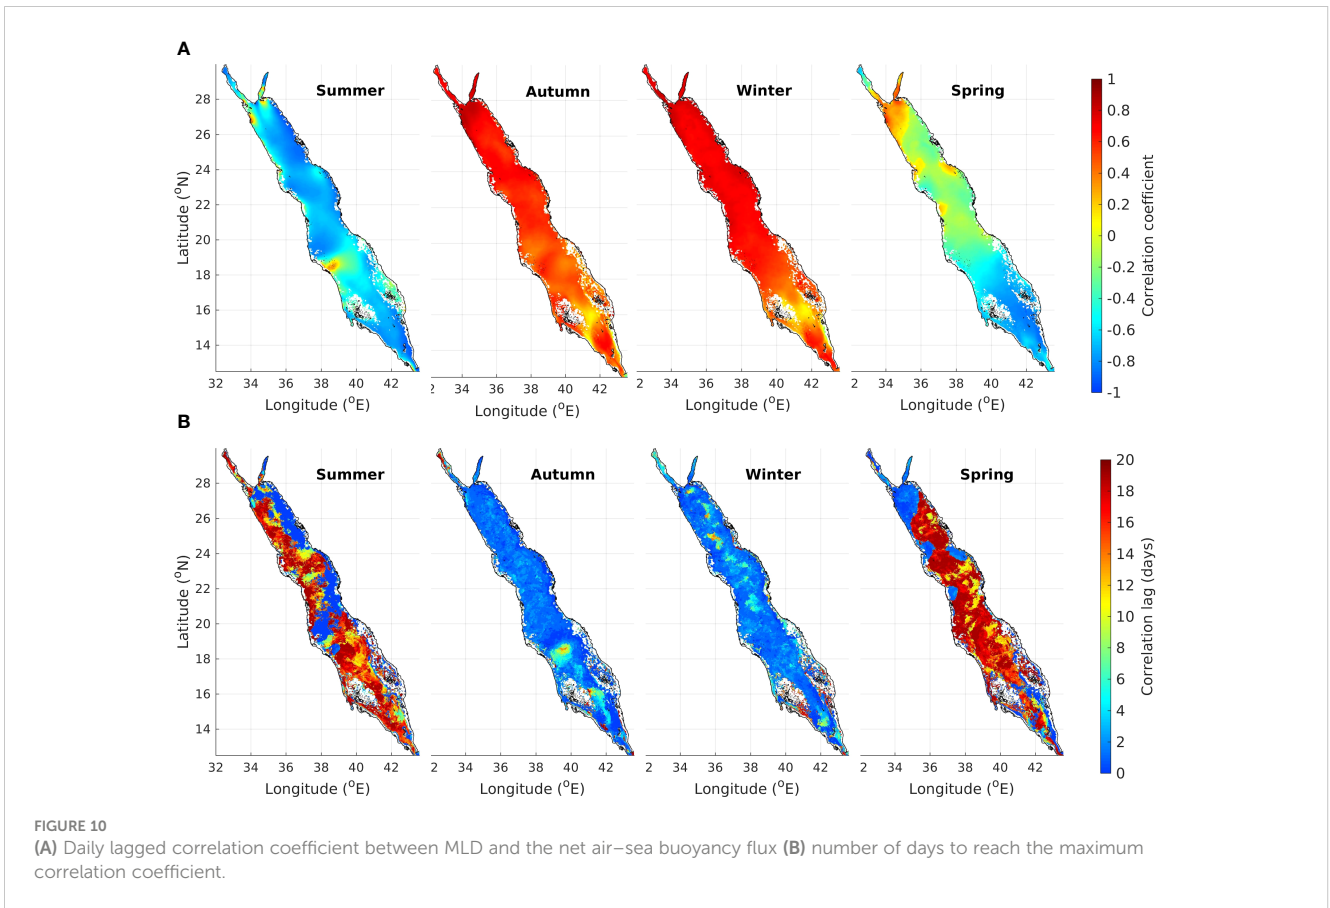 A
Summer
Autumn
Winter
Spring
28
26
24
22
20
18
16
14
Latitude (°N)
32 34 36 38 40 42
2 34 36 38 40 42
2 34 36 38 40 42
2 34 36 38 40 42
Longitude (°E)
Longitude (°E)
Longitude (°E)
Longitude (°E)
1
0.8
0.6
0.4
0.2
0
-0.2
-0.4
-0.6
-0.8
-1
Correlation coefficient
B
Summer
Autumn
Winter
Spring
28
26
24
22
20
18
16
14
Latitude (°N)
32 34 36 38 40 42
2 34 36 38 40 42
2 34 36 38 40 42
2 34 36 38 40 42
Longitude (°E)
Longitude (°E)
Longitude (°E)
Longitude (°E)
20
18
16
14
12
10
8
6
4
2
0
Correlation lag (days)
FIGURE 10
(A) Daily lagged correlation coefficient between MLD and the net air–sea buoyancy flux (B) number of days to reach the maximum
correlation coefficient.